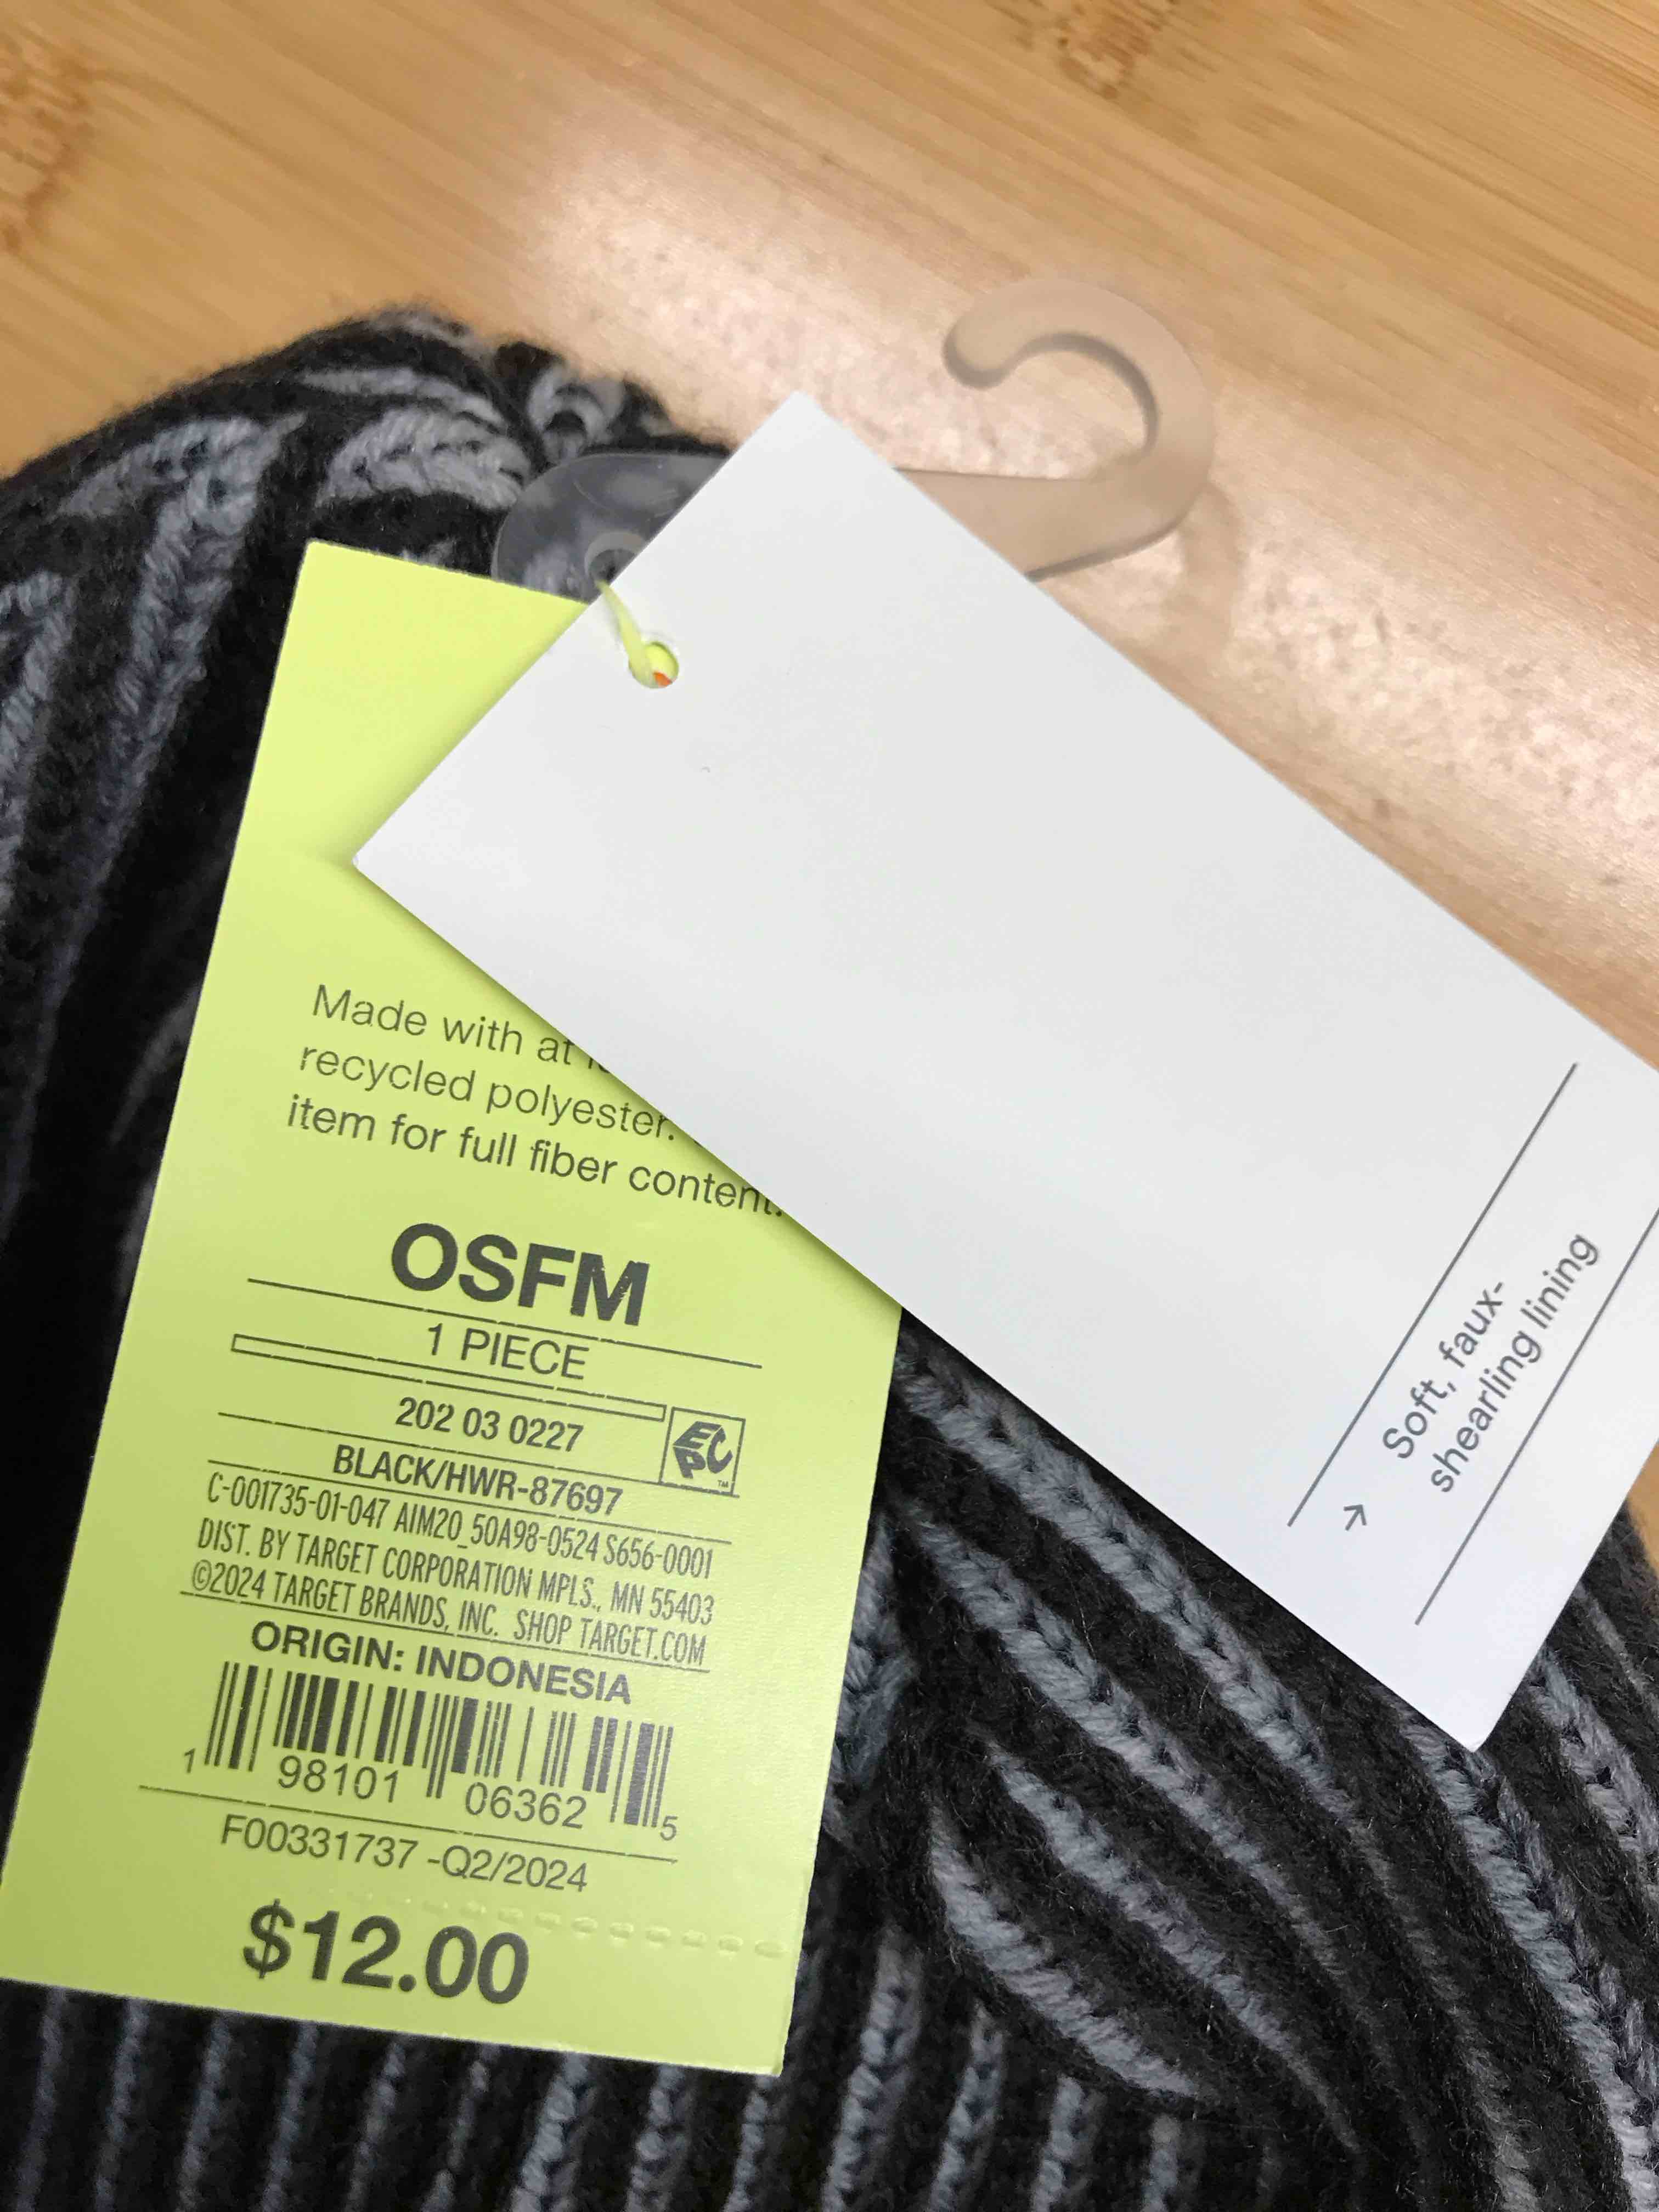 Made with at
recycled polyester.
item for full fiber content.
OSFM
1 PIECE
202 03 0227
EPC
TM
BLACK/HWR-87697
C-001735-01-047 AIM20_50A98-0524 S656-0001
DIST. BY TARGET CORPORATION MPLS., MN 55403
©2024 TARGET BRANDS, INC. SHOP TARGET.COM
ORIGIN: INDONESIA
1 98101 06362 5
F00331737 -Q2/2024
$12.00
→ Soft, faux-
shearling lining